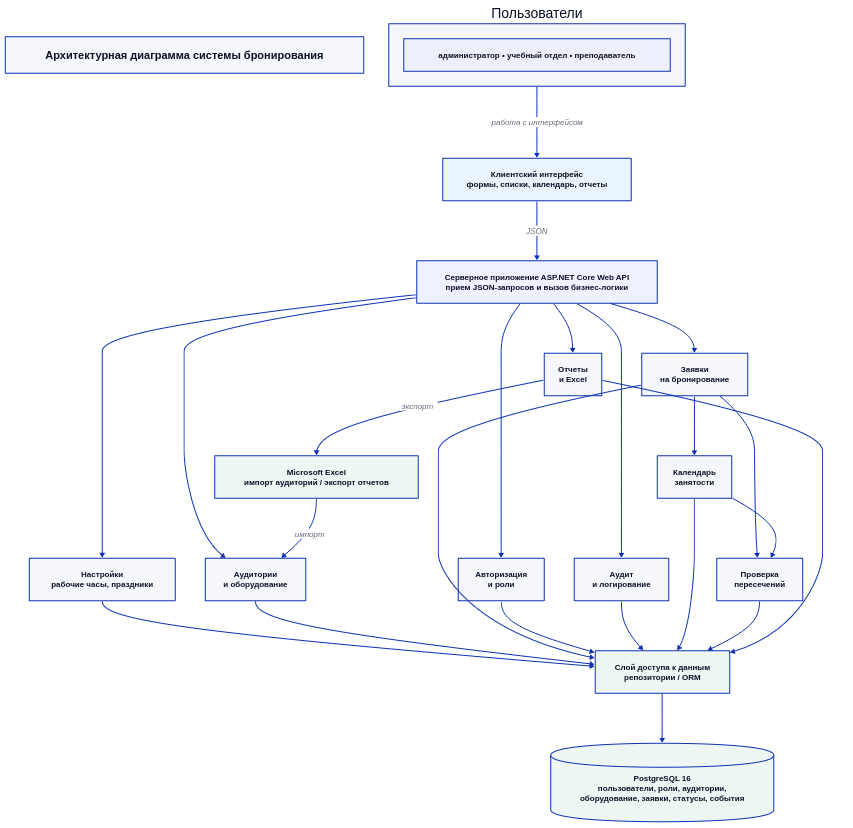 Пользователи
Архитектурная диаграмма системы бронирования
администратор • учебный отдел • преподаватель
работа с интерфейсом
Клиентский интерфейс
формы, списки, календарь, отчеты
JSON
Серверное приложение ASP.NET Core Web API
прием JSON-запросов и вызов бизнес-логики
Отчеты
и Excel
Заявки
на бронирование
экспорт
Microsoft Excel
импорт аудиторий / экспорт отчетов
Календарь
занятости
импорт
Настройки
рабочие часы, праздники
Аудитории
и оборудование
Авторизация
и роли
Аудит
и логирование
Проверка
пересечений
Слой доступа к данным
репозитории / ORM
PostgreSQL 16
пользователи, роли, аудитории,
оборудование, заявки, статусы, события